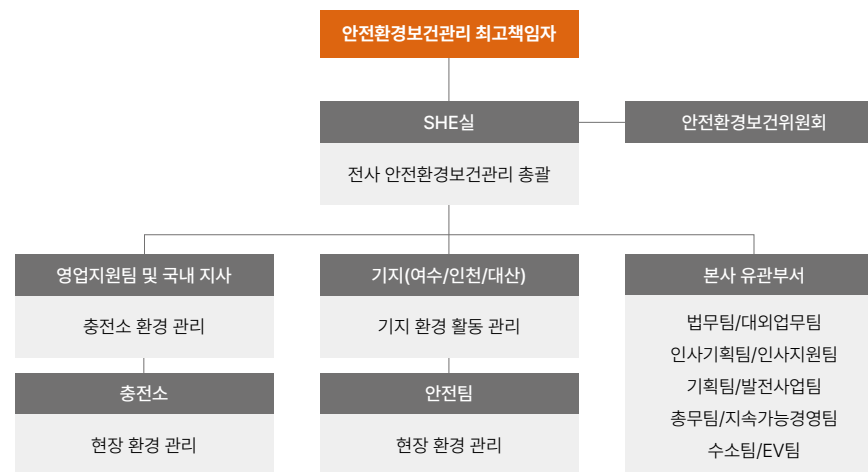 안전환경보건관리 최고책임자
SHE실
안전환경보건위원회
전사 안전환경보건관리 총괄
영업지원팀 및 국내 지사
충전소 환경 관리
충전소
현장 환경 관리
기지(여수/인천/대산)
기지 환경 활동 관리
안전팀
현장 환경 관리
본사 유관부서
법무팀/대외업무팀
인사기획팀/인사지원팀
기획팀/발전사업팀
총무팀/지속가능경영팀
수소팀/EV팀